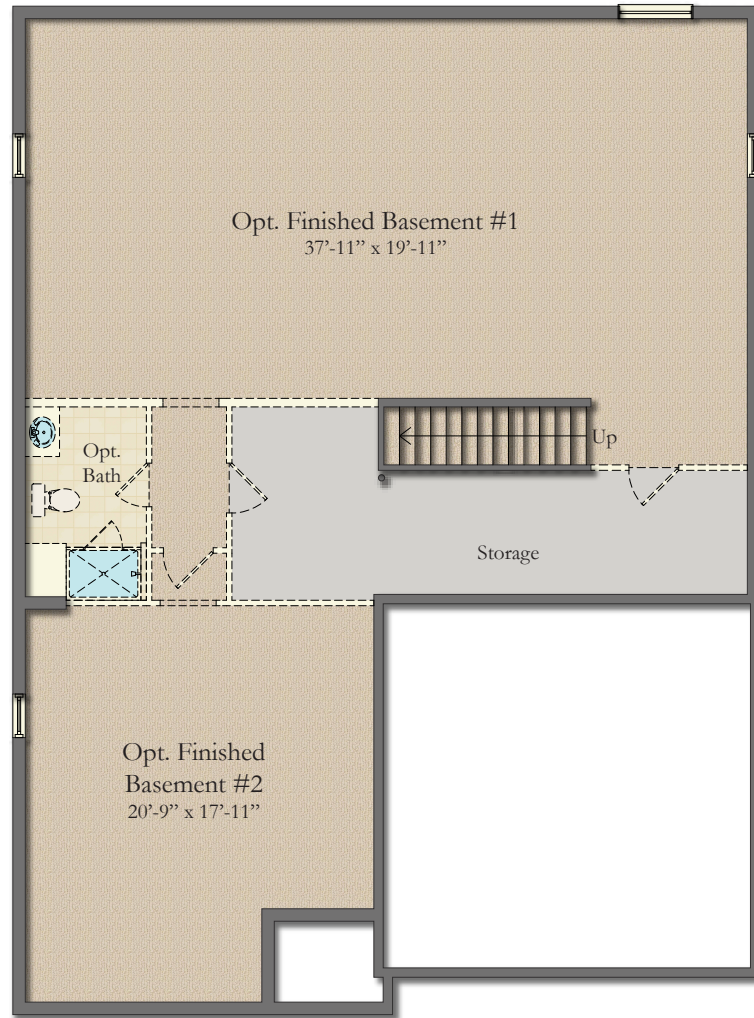 Opt. Finished Basement #1
37’-11” x 19’-11”
Opt.
Bath
Up
Storage
Opt. Finished
Basement #2
20’-9” x 17’-11”